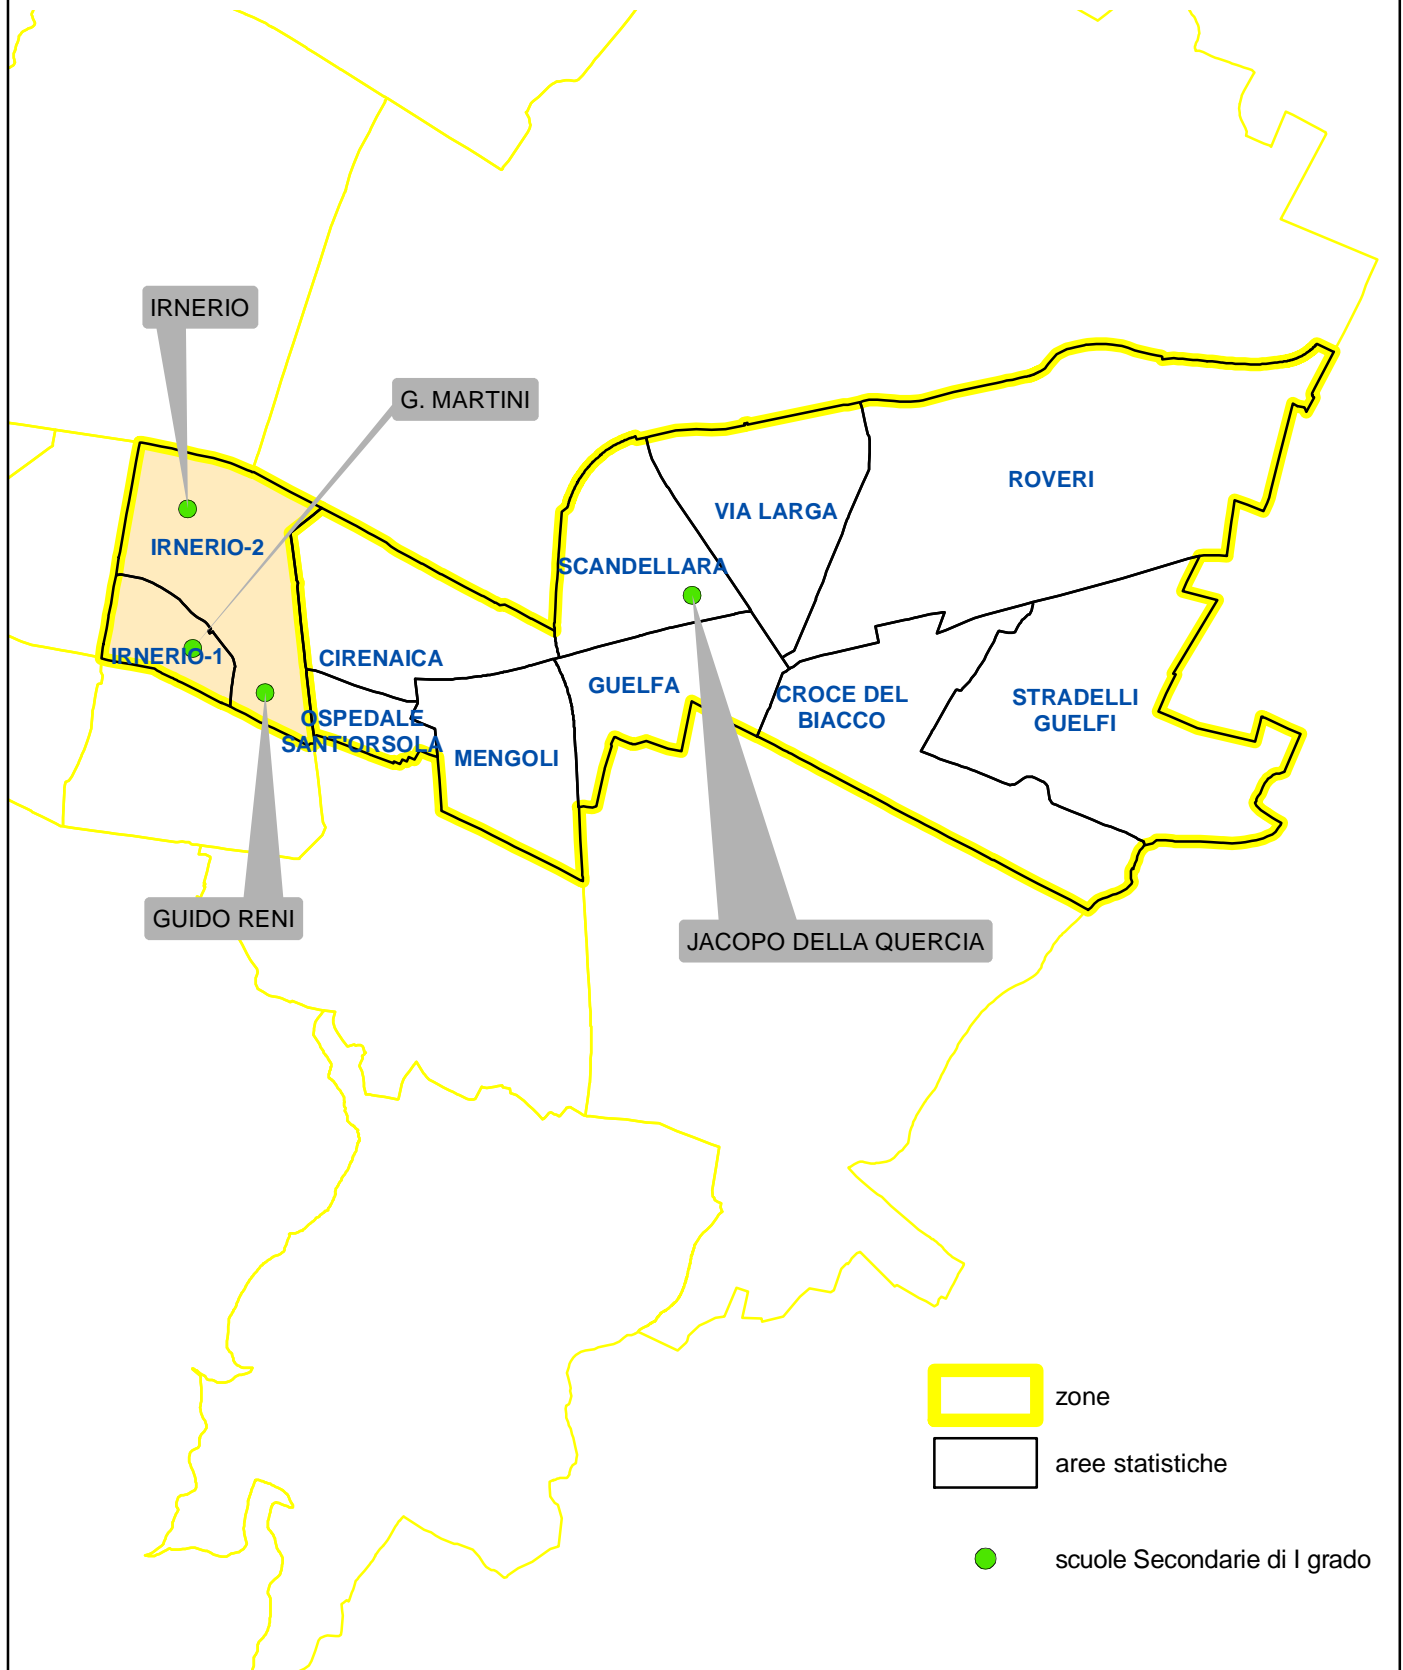 IRNERIO
G. MARTINI
ROVERI
VIA LARGA
IRNERIO-2
SCANDELLARA
IRNERIO-1
CIRENAICA
GUELFA
CROCE DEL
BIACCO
STRADELLI
GUELFI
OSPEDALE
SANT'ORSOLA
MENGOLI
GUIDO RENI
JACOPO DELLA QUERCIA
zone
aree statistiche
scuole Secondarie di I grado